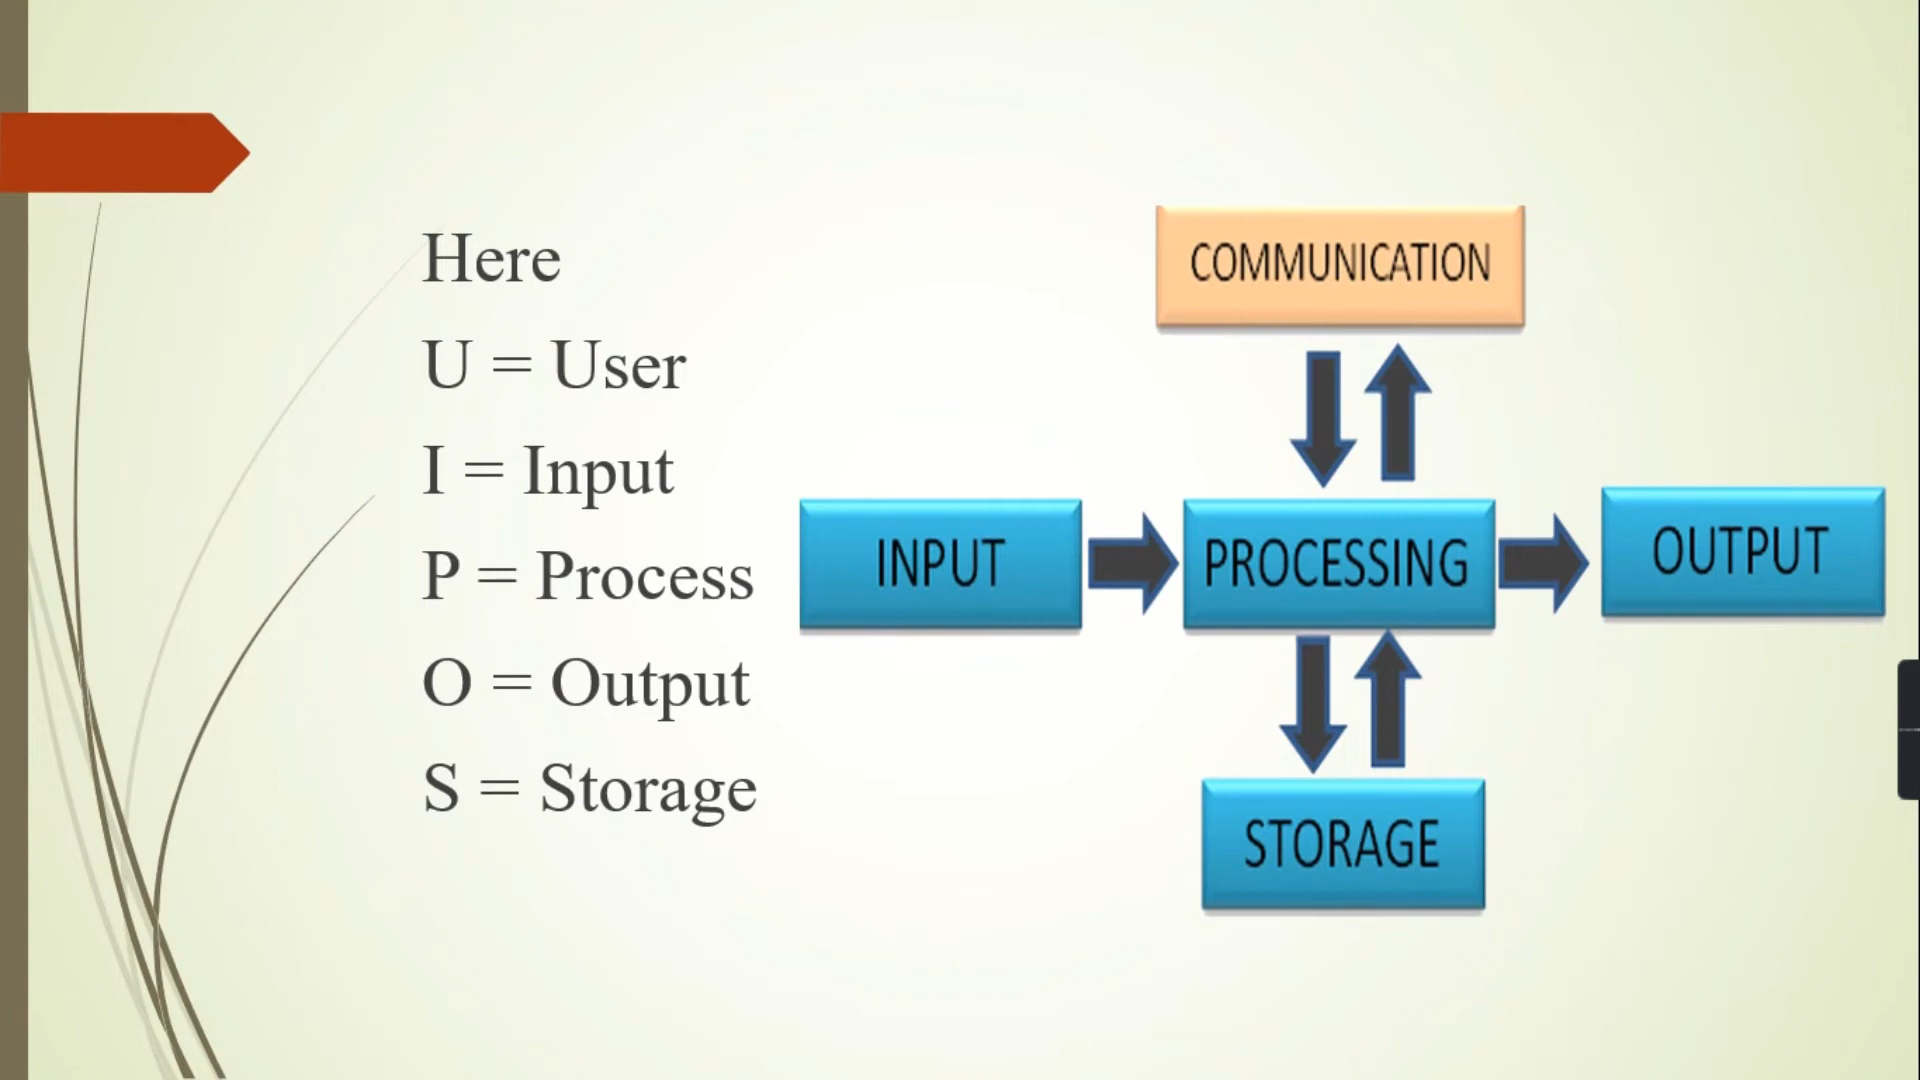 Here
U = User
I = Input
P = Process
O = Output
S = Storage
COMMUNICATION
INPUT
PROCESSING
OUTPUT
STORAGE